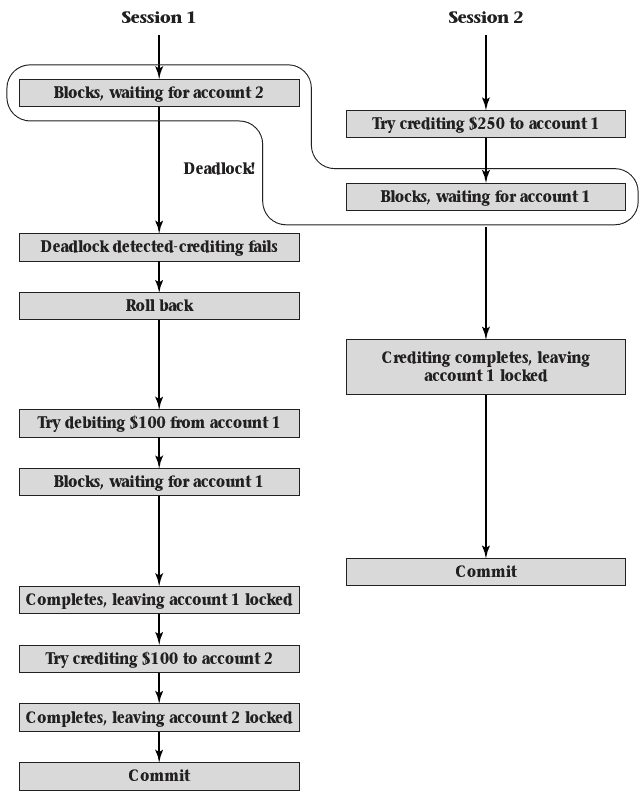 Session 1
Session 2
Blocks, waiting for account 2
Try crediting $250 to account 1
Deadlock!
Blocks, waiting for account 1
Deadlock detected-crediting fails
Roll back
Crediting completes, leaving
account 1 locked
Try debiting $100 from account 1
Blocks, waiting for account 1
Commit
Completes, leaving account 1 locked
Try crediting $100 to account 2
Completes, leaving account 2 locked
Commit